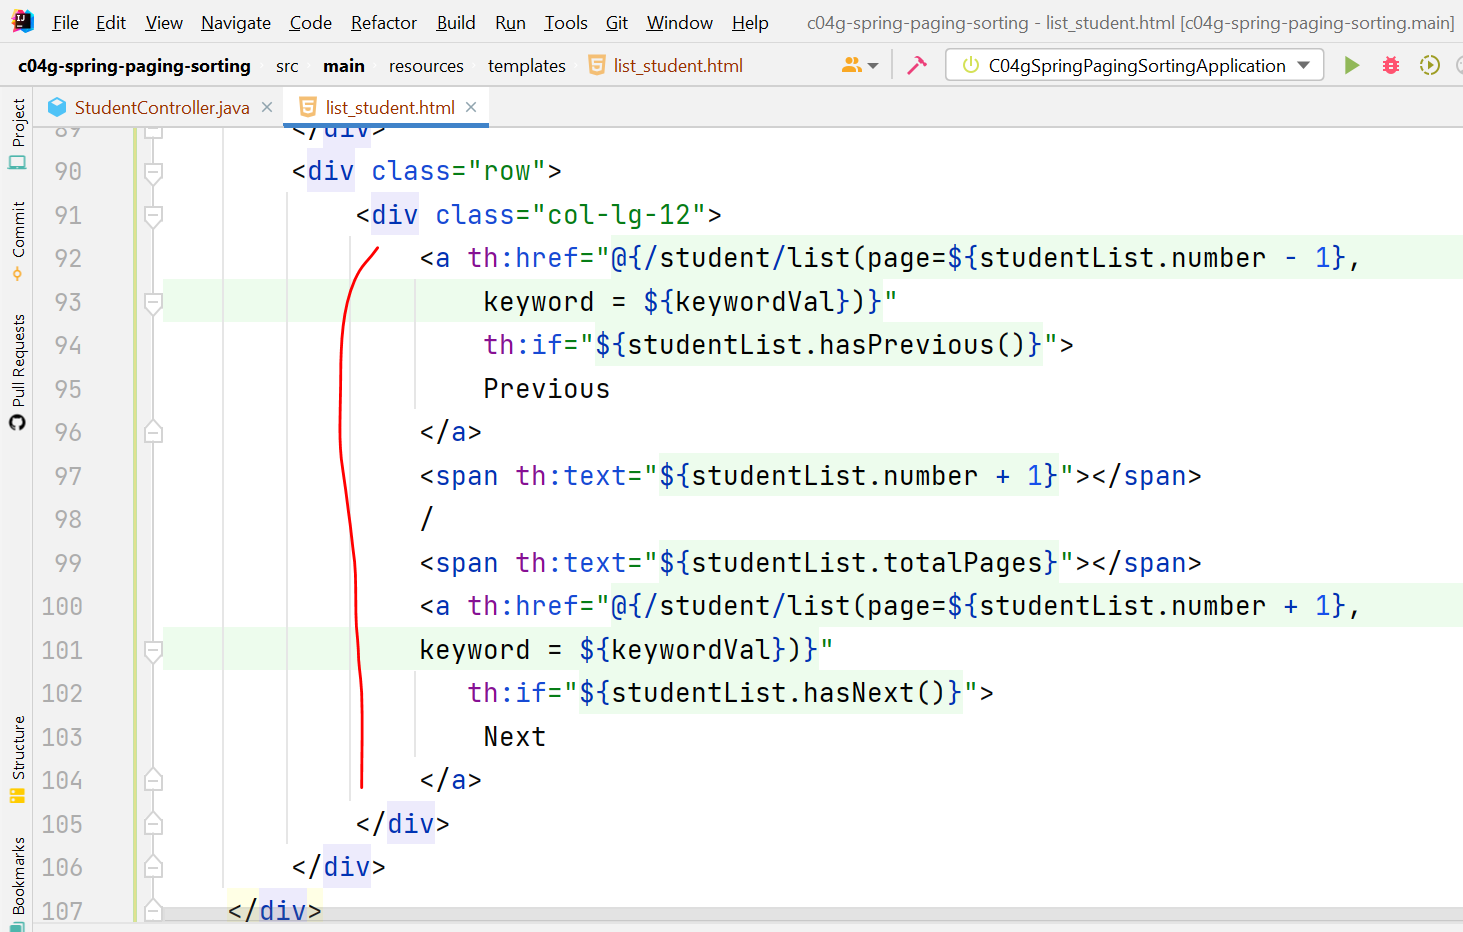 File Edit View Navigate Code Refactor Build Run Tools Git Window Help c04g-spring-paging-sorting - list_student.html [c04g-spring-paging-sorting.main]
c04g-spring-paging-sorting src main resources templates list_student.html C04gSpringPagingSortingApplication
StudentController.java list_student.html
Project
Commit
Pull Requests
Structure
Bookmarks
89 </div>
90 <div class="row">
91 <div class="col-lg-12">
92 <a th:href="@{/student/list(page=${studentList.number - 1},
93 keyword = ${keywordVal})}"
94 th:if="${studentList.hasPrevious()}">
95 Previous
96 </a>
97 <span th:text="${studentList.number + 1}"></span>
98 /
99 <span th:text="${studentList.totalPages}"></span>
100 <a th:href="@{/student/list(page=${studentList.number + 1},
101 keyword = ${keywordVal})}"
102 th:if="${studentList.hasNext()}">
103 Next
104 </a>
105 </div>
106 </div>
107 </div>